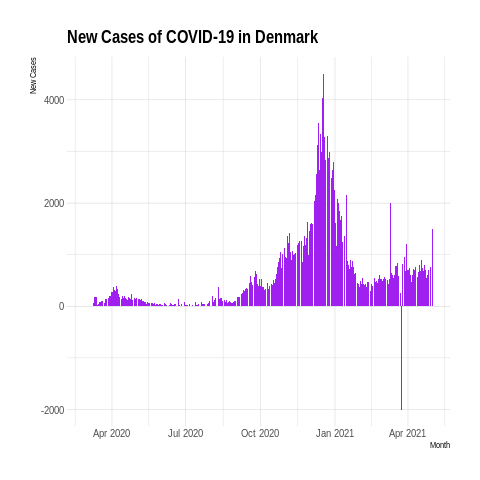 New Cases of COVID-19 in Denmark
New Cases
4000
2000
0
-2000
Apr 2020 Jul 2020 Oct 2020 Jan 2021 Apr 2021
Month